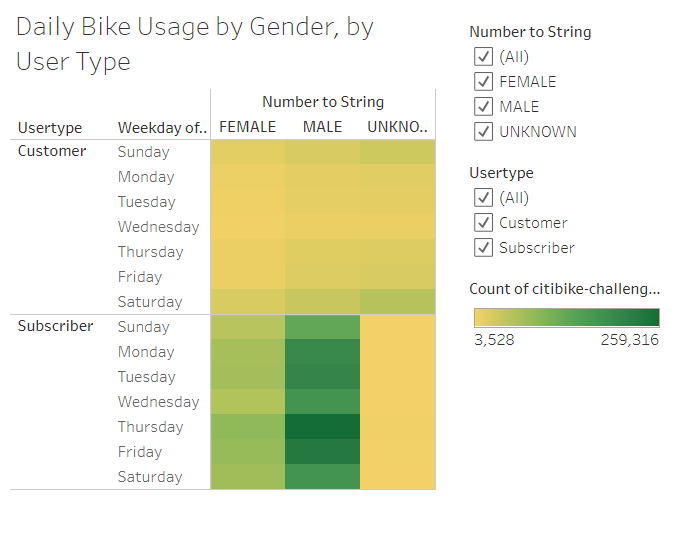 Daily Bike Usage by Gender, by
User Type
Number to String
Usertype Weekday of.. FEMALE MALE UNKNO..
Customer Sunday
Monday
Tuesday
Wednesday
Thursday
Friday
Saturday
Subscriber Sunday
Monday
Tuesday
Wednesday
Thursday
Friday
Saturday
Number to String
(All)
FEMALE
MALE
UNKNOWN
Usertype
(All)
Customer
Subscriber
Count of citibike-challeng...
3,528 259,316